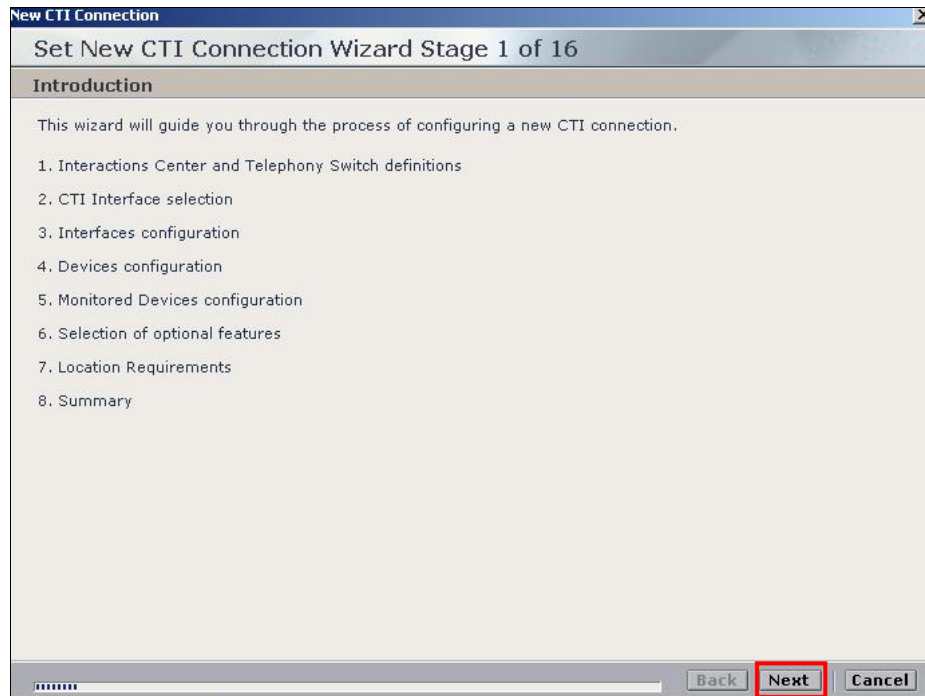 New CTI Connection
Set New CTI Connection Wizard Stage 1 of 16
Introduction
This wizard will guide you through the process of configuring a new CTI connection.
1. Interactions Center and Telephony Switch definitions
2. CTI Interface selection
3. Interfaces configuration
4. Devices configuration
5. Monitored Devices configuration
6. Selection of optional features
7. Location Requirements
8. Summary
Back Next Cancel